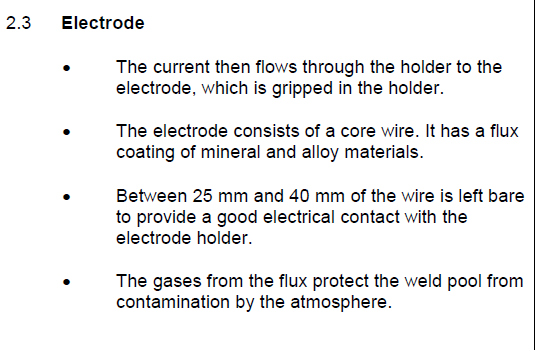 2.3 Electrode
• The current then flows through the holder to the
electrode, which is gripped in the holder.
• The electrode consists of a core wire. It has a flux
coating of mineral and alloy materials.
• Between 25 mm and 40 mm of the wire is left bare
to provide a good electrical contact with the
electrode holder.
• The gases from the flux protect the weld pool from
contamination by the atmosphere.